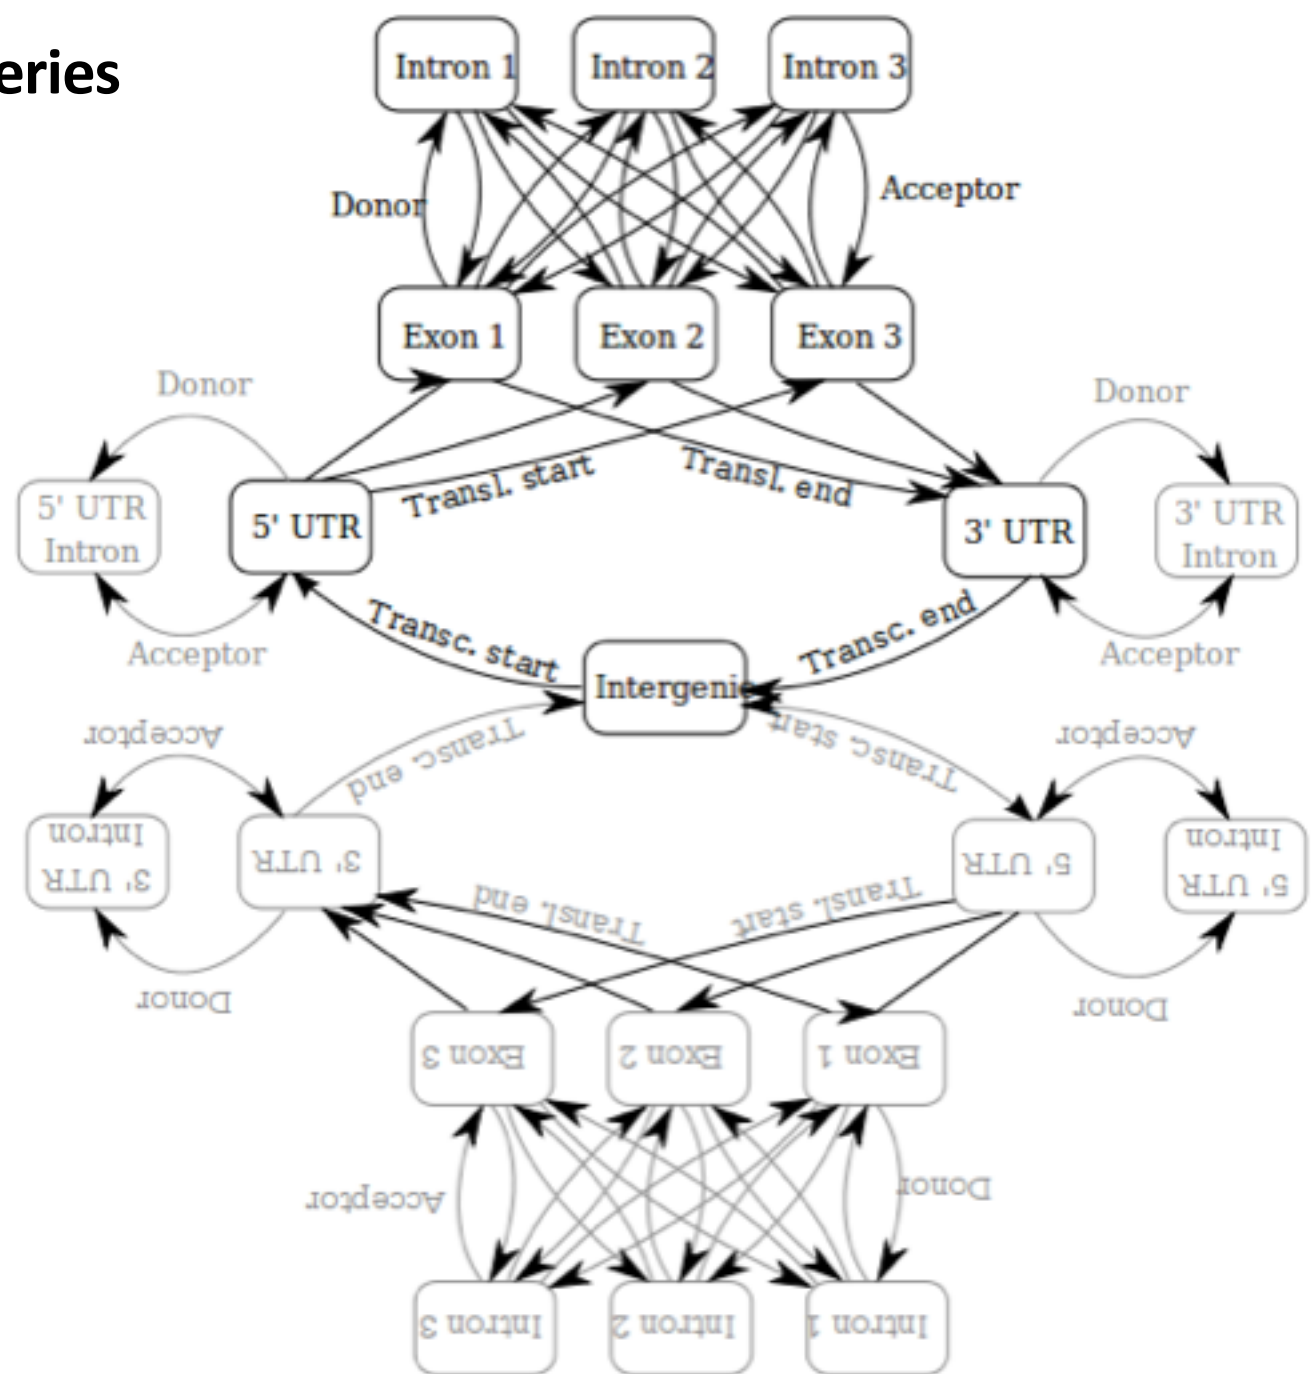 eries
Intron 1
Intron 2
Intron 3
Donor
Acceptor
Exon 1
Exon 2
Exon 3
Donor
Donor
5' UTR
Intron
5' UTR
Transl. start
Transl. end
3' UTR
3' UTR
Intron
Acceptor
Transc. start
Transc. end
Acceptor
Intergenic
Acceptor
Transc. end
Transc. start
Acceptor
3' UTR
Intron
3' UTR
5' UTR
5' UTR
Intron
Transl. end
Transl. start
Donor
Donor
Exon 3
Exon 2
Exon 1
Acceptor
Donor
Intron 3
Intron 2
Intron 1